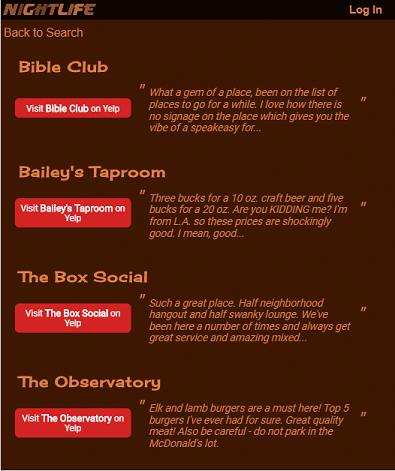 NIGHTLIFE
Log In
Back to Search
Bible Club
Visit Bible Club on Yelp
" What a gem of a place, been on the list of
places to go for a while. I love how there is
no signage on the place which gives you the
vibe of a speakeasy for... "
Bailey's Taproom
Visit Bailey's Taproom on
Yelp
" Three bucks for a 10 oz. craft beer and five
bucks for a 20 oz. Are you KIDDING me? I'm
from L.A. so these prices are shockingly
good. I mean, good... "
The Box Social
Visit The Box Social on
Yelp
" Such a great place. Half neighborhood
hangout and half swanky lounge. We've
been here a number of times and always get
great service and amazing mixed... "
The Observatory
Visit The Observatory on
Yelp
" Elk and lamb burgers are a must here! Top 5
burgers I've ever had for sure. Great quality
meat! Also be careful - do not park in the
McDonald's lot. "